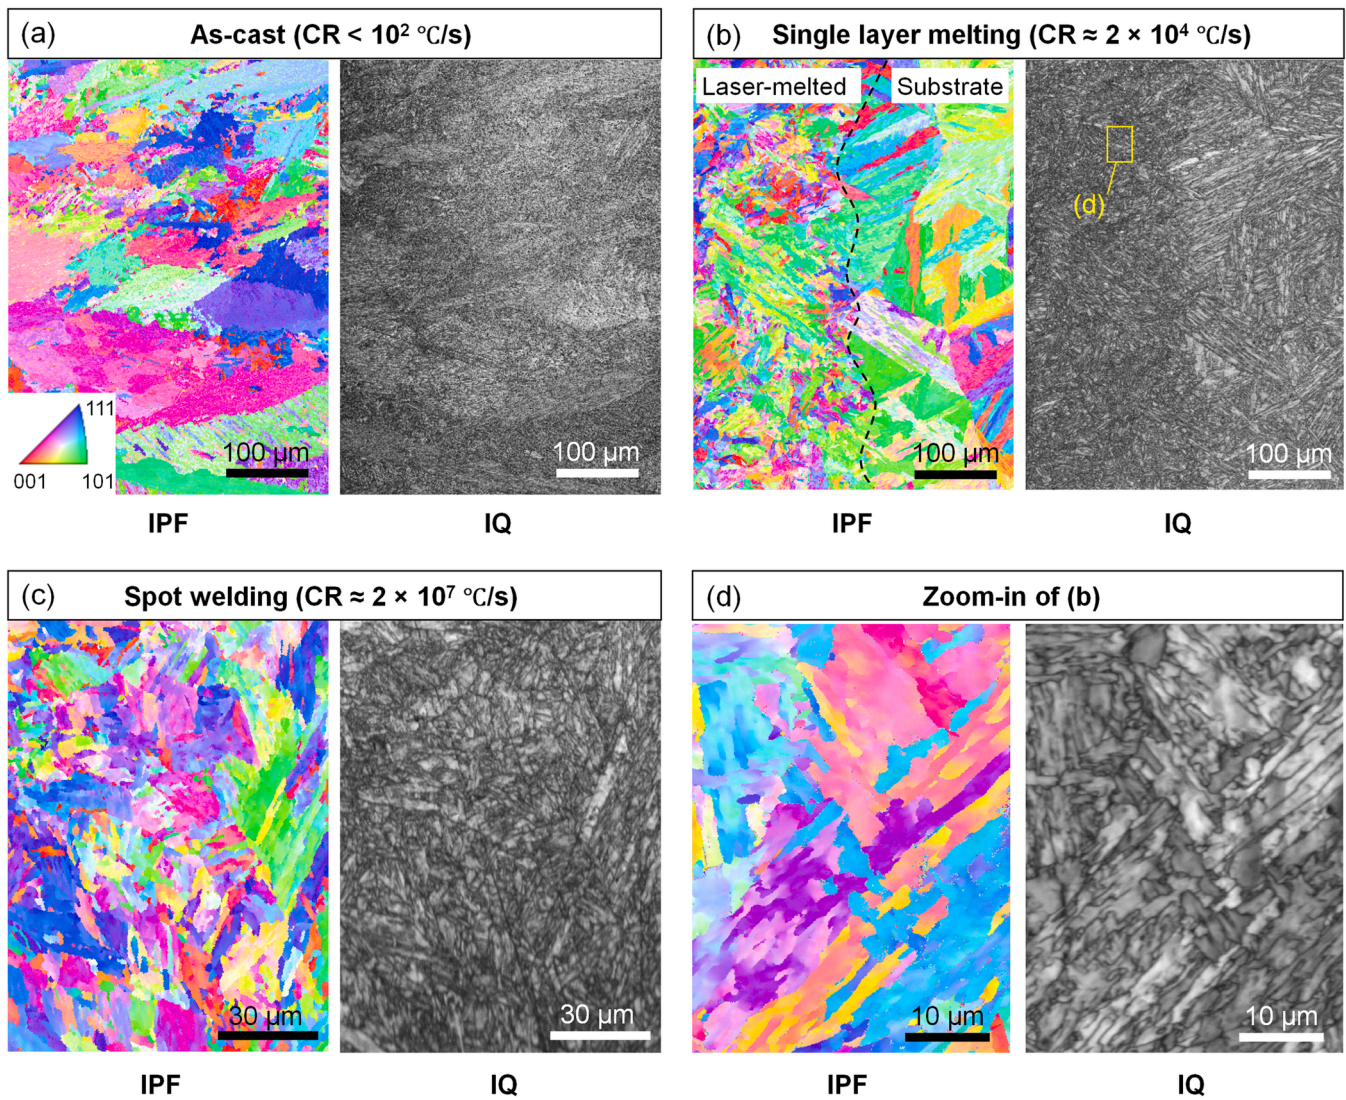 (a) As-cast (CR < 10² ℃/s)
111
001 101
100 μm
100 μm
IPF
IQ
(b) Single layer melting (CR ≈ 2 × 10⁴ ℃/s)
Laser-melted
Substrate
(d)
100 μm
100 μm
IPF
IQ
(c) Spot welding (CR ≈ 2 × 10⁷ ℃/s)
30 μm
30 μm
IPF
IQ
(d) Zoom-in of (b)
10 μm
10 μm
IPF
IQ